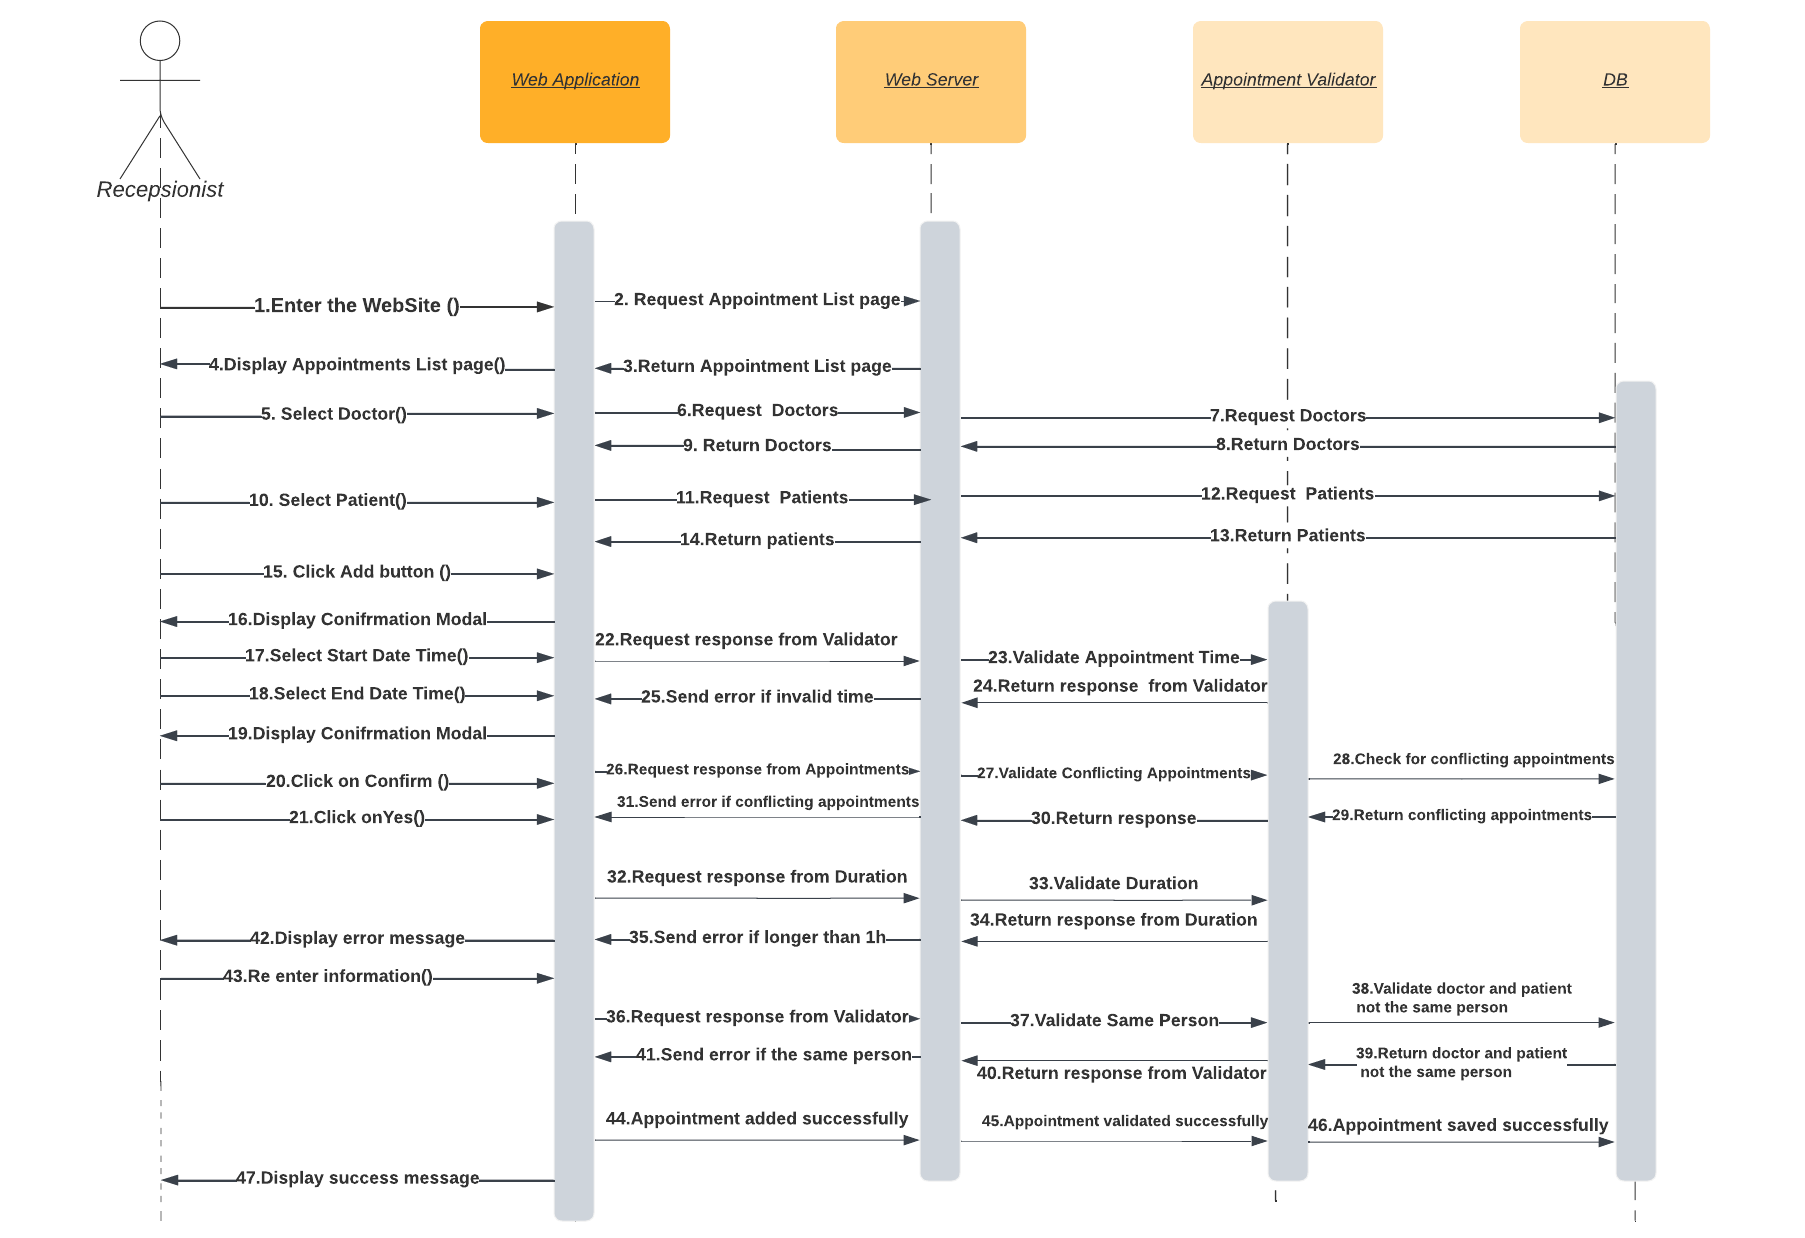 Web Application
Web Server
Appointment Validator
DB
Recepsionist
1.Enter the WebSite ()
2. Request Appointment List page
4.Display Appointments List page()
3.Return Appointment List page
5. Select Doctor()
6.Request  Doctors
7.Request Doctors
9. Return Doctors
8.Return Doctors
10. Select Patient()
11.Request  Patients
12.Request  Patients
14.Return patients
13.Return Patients
15. Click Add button ()
16.Display Conifrmation Modal
22.Request response from Validator
17.Select Start Date Time()
23.Validate Appointment Time
18.Select End Date Time()
25.Send error if invalid time
24.Return response  from Validator
19.Display Conifrmation Modal
28.Check for conflicting appointments
20.Click on Confirm ()
26.Request response from Appointments
27.Validate Conflicting Appointments
31.Send error if conflicting appointments
21.Click onYes()
30.Return response
29.Return conflicting appointments
32.Request response from Duration
33.Validate Duration
34.Return response from Duration
42.Display error message
35.Send error if longer than 1h
43.Re enter information()
38.Validate doctor and patient
not the same person
36.Request response from Validator
37.Validate Same Person
41.Send error if the same person
39.Return doctor and patient
not the same person
40.Return response from Validator
44.Appointment added successfully
45.Appointment validated successfully
46.Appointment saved successfully
47.Display success message